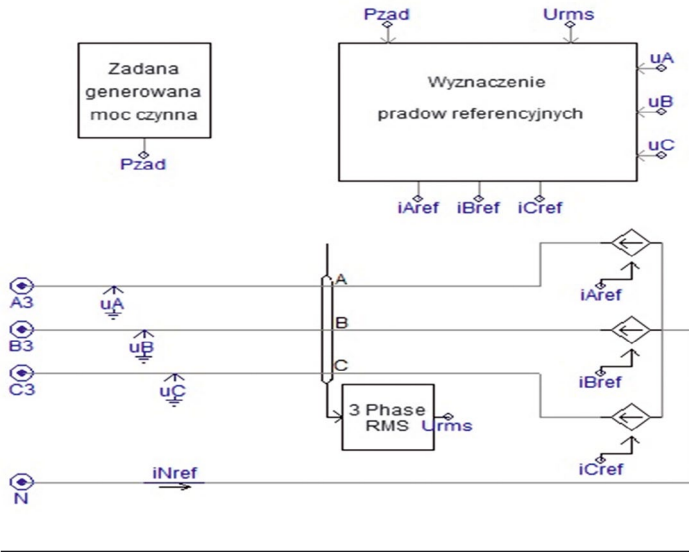 Pzad Urms
Zadana
generowana
moc czynna
Pzad
Wyznaczenie
pradow referencyjnych
uA
uB
uC
iAref iBref iCref
A3
uA
A
iAref
B3
uB
B
iBref
C3
uC
C
3 Phase
RMS
Urms
iCref
N
iNref